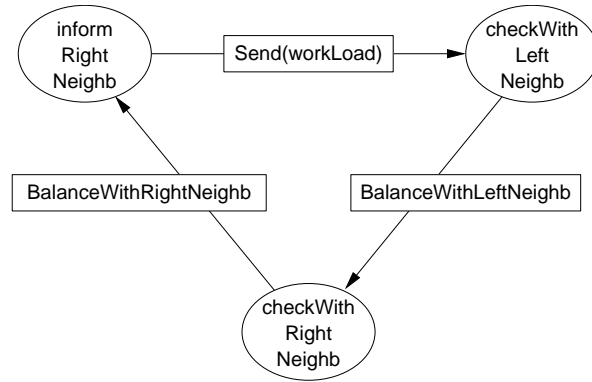 inform
Right
Neighb
Send(workLoad)
checkWith
Left
Neighb
BalanceWithRightNeighb
BalanceWithLeftNeighb
checkWith
Right
Neighb